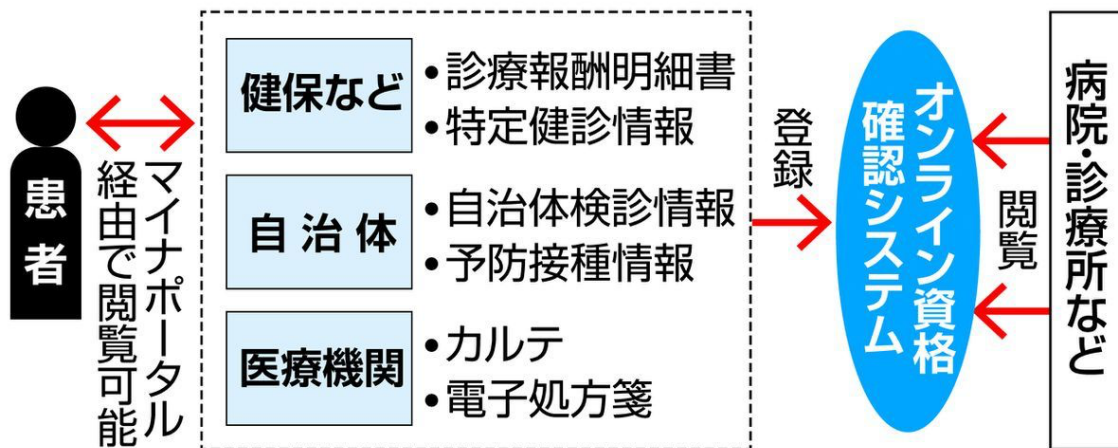 患者
マイナポータル
経由で閲覧可能
健保など
•診療報酬明細書
•特定健診情報
自治体
•自治体検診情報
•予防接種情報
医療機関
•カルテ
•電子処方箋
登録
オンライン資格
確認システム
閲覧
病院・診療所など